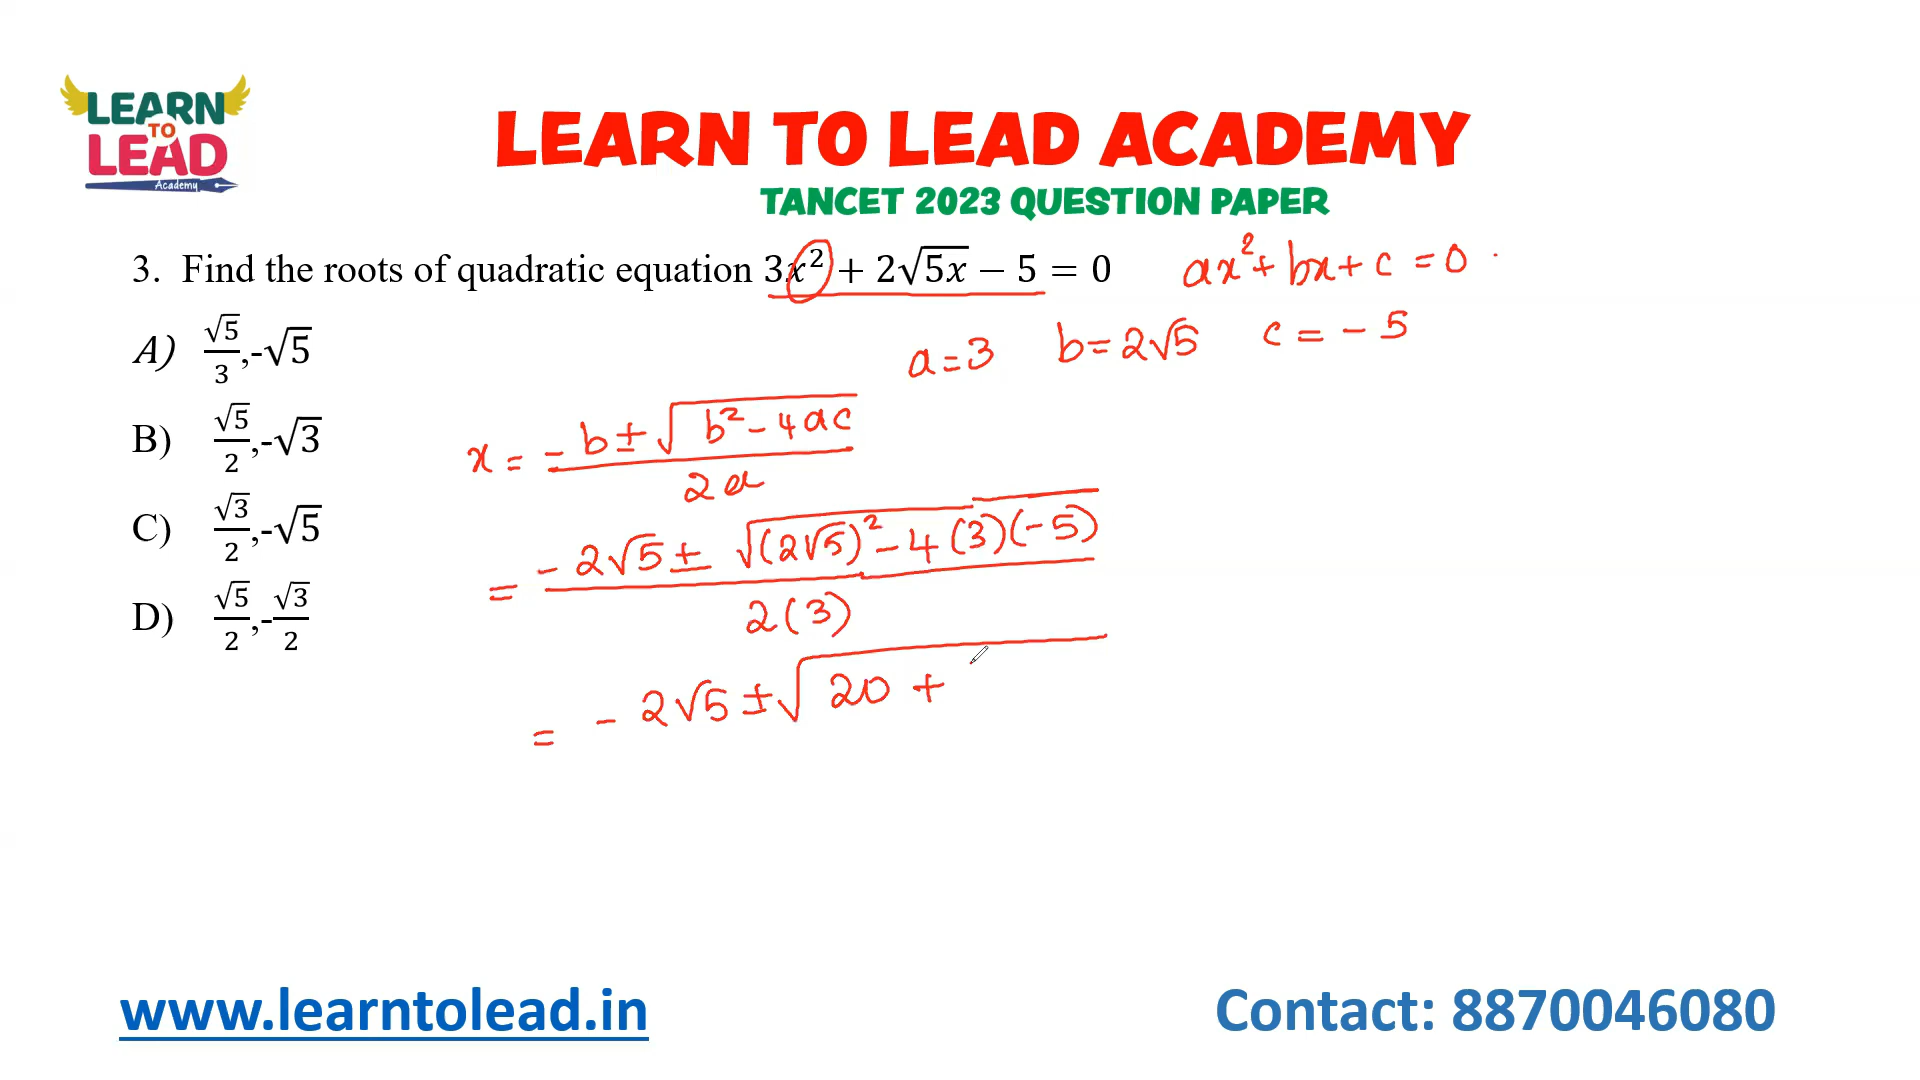 LEARN
TO
LEAD
Academy
LEARN TO LEAD ACADEMY
TANCET 2023 QUESTION PAPER
3. Find the roots of quadratic equation 3x² + 2√5x − 5 = 0
ax² + bx + c = 0
A) √5/3,-√5
a = 3 b = 2√5 c = - 5
B) √5/2,-√3
x = -b ± √b² - 4ac / 2a
C) √3/2,-√5
= -2√5 ± √(2√5)² - 4(3)(-5) / 2(3)
D) √5/2,-√3/2
= - 2√5 ± √20 +
www.learntolead.in
Contact: 8870046080